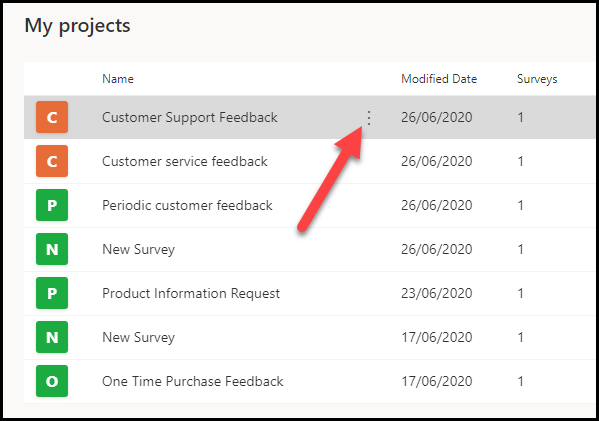 My projects
Name Modified Date Surveys
C Customer Support Feedback 26/06/2020 1
C Customer service feedback 26/06/2020 1
P Periodic customer feedback 26/06/2020 1
N New Survey 26/06/2020 1
P Product Information Request 23/06/2020 1
N New Survey 17/06/2020 1
O One Time Purchase Feedback 17/06/2020 1